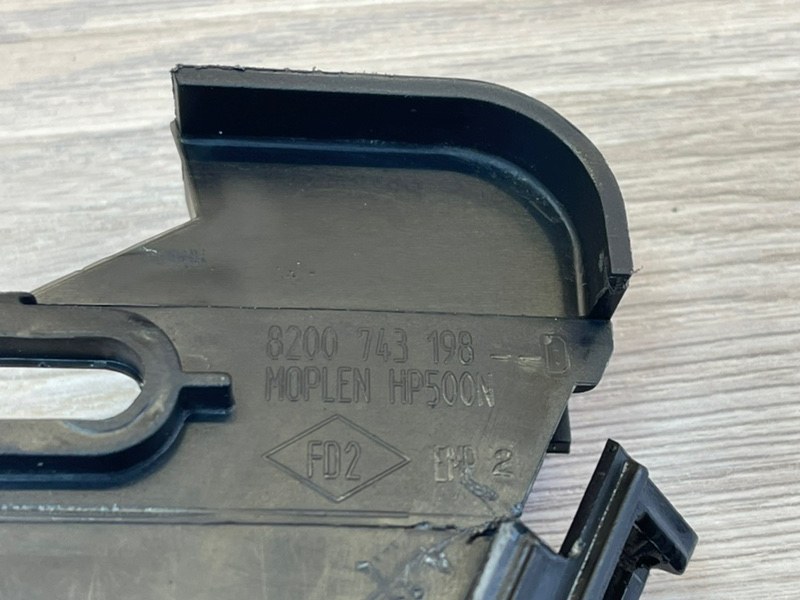 8200 743 198 -- D
MOPLEN HP500N
FD2 EMP 2